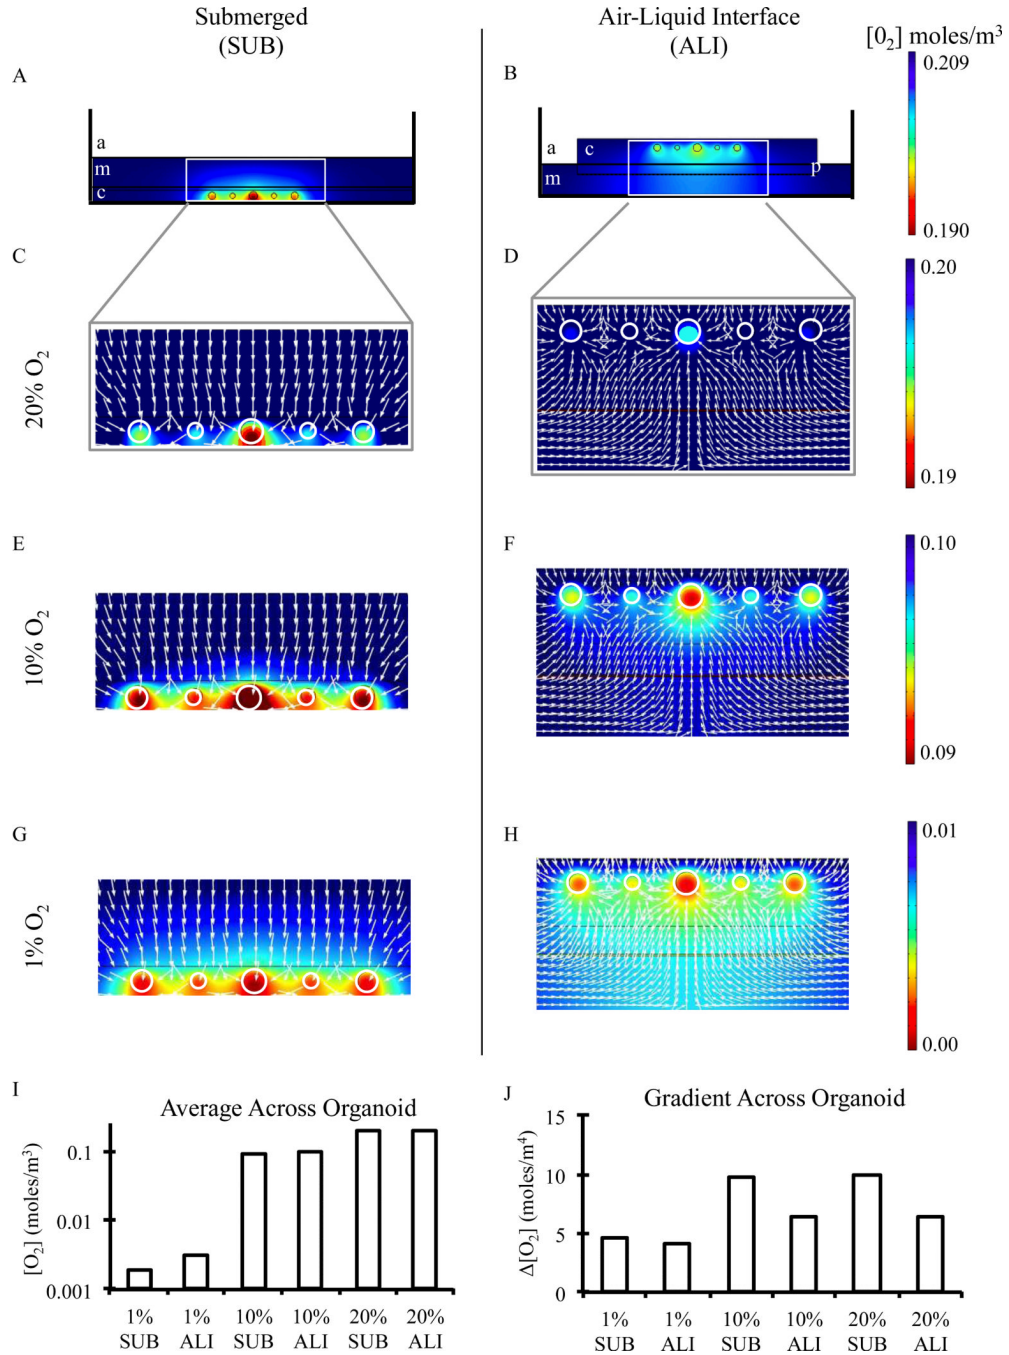 Submerged
(SUB)
Air-Liquid Interface
(ALI)
[0₂] moles/m³
A
B
0.209
a
m
c
a
c
m
p
0.190
C
D
0.20
20% O₂
0.19
E
F
0.10
10% O₂
0.09
G
H
0.01
1% O₂
0.00
I
Average Across Organoid
[O₂] (moles/m³)
0.1
0.01
0.001
1%
SUB
1%
ALI
10%
SUB
10%
ALI
20%
SUB
20%
ALI
J
Gradient Across Organoid
Δ[O₂] (moles/m⁴)
15
10
5
0
1%
SUB
1%
ALI
10%
SUB
10%
ALI
20%
SUB
20%
ALI